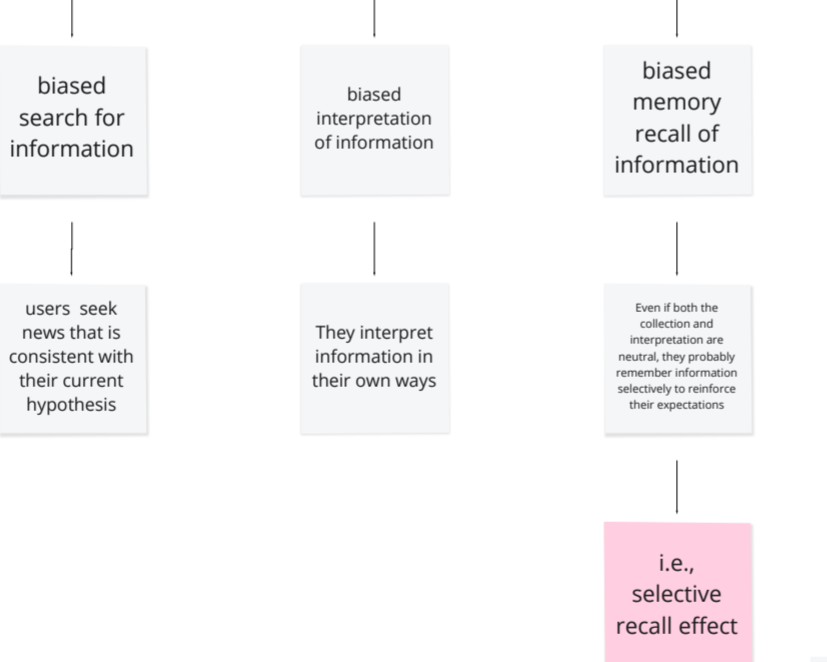 biased
search for
information
biased
interpretation
of information
biased
memory
recall of
information
users seek
news that is
consistent with
their current
hypothesis
They interpret
information in
their own ways
Even if both the
collection and
interpretation are
neutral, they probably
remember information
selectively to reinforce
their expectations
i.e.,
selective
recall effect